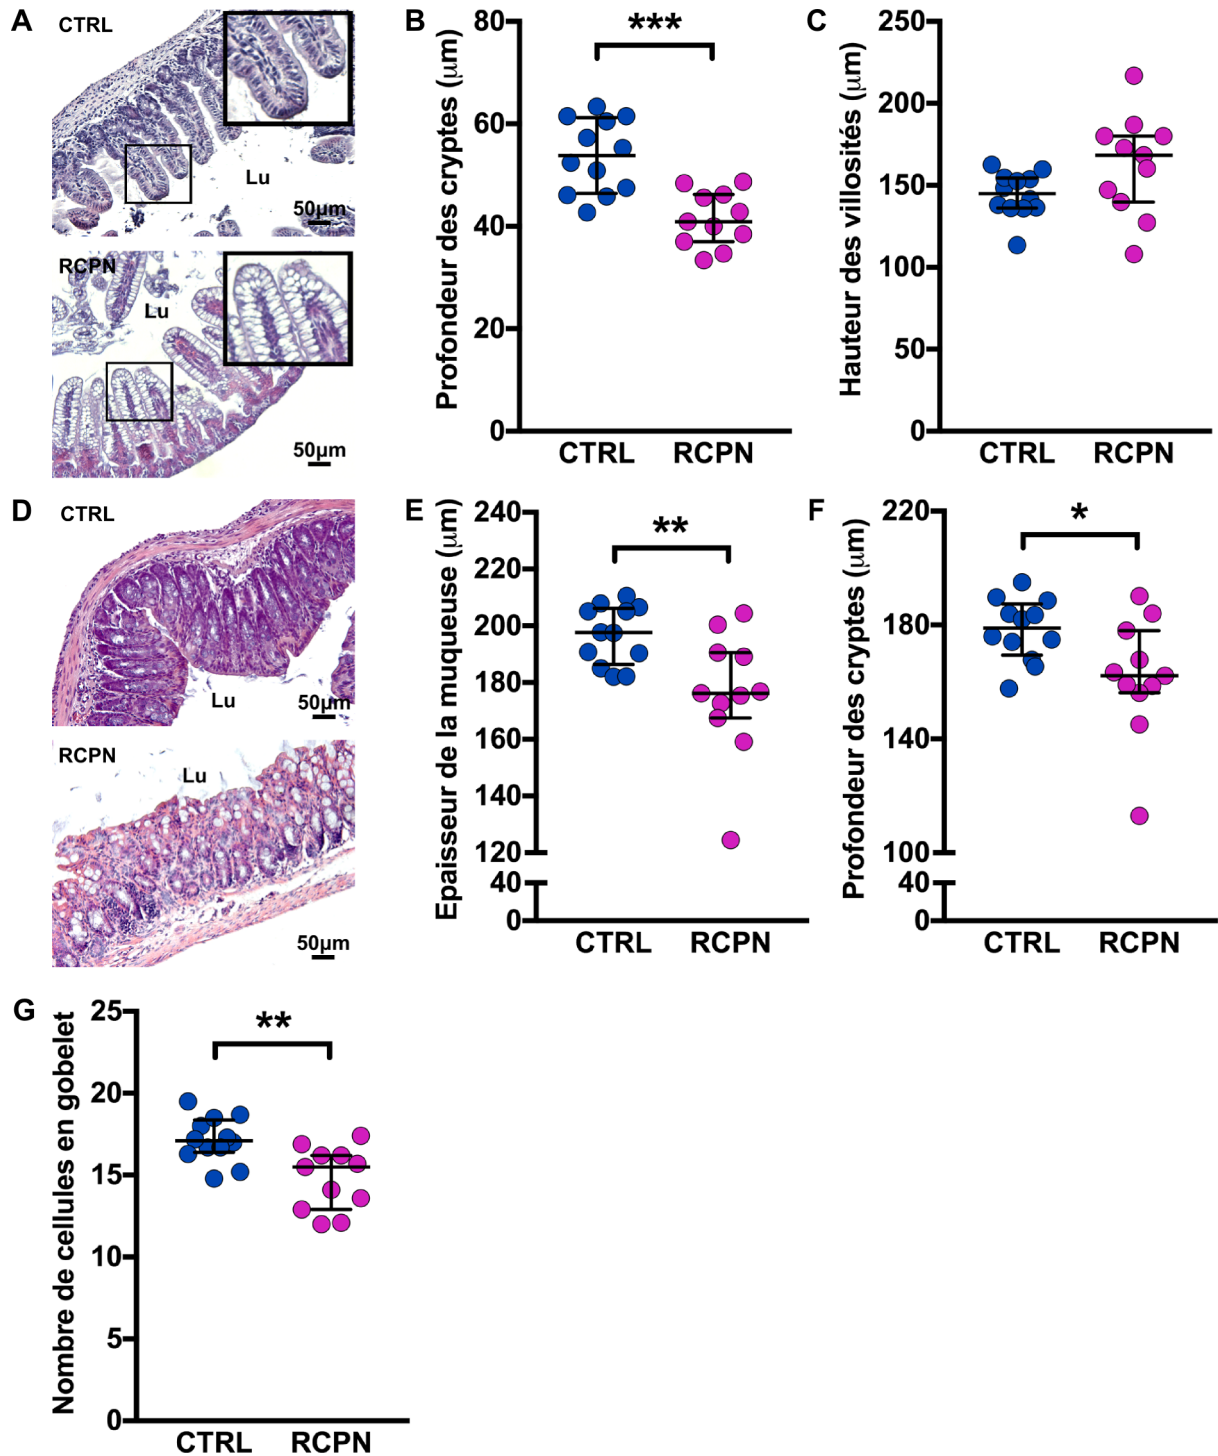 A
CTRL
Lu
50µm
RCPN
Lu
50µm
B
Profondeur des cryptes (µm)
80
60
40
20
0
***
CTRL RCPN
C
Hauteur des villosités (µm)
250
200
150
100
50
0
CTRL RCPN
D
CTRL
Lu
50µm
RCPN
Lu
50µm
E
Epaisseur de la muqueuse (µm)
240
220
200
180
160
140
120
40
0
**
CTRL RCPN
F
Profondeur des cryptes (µm)
220
180
140
100
40
0
*
CTRL RCPN
G
Nombre de cellules en gobelet
25
20
15
10
5
0
**
CTRL RCPN